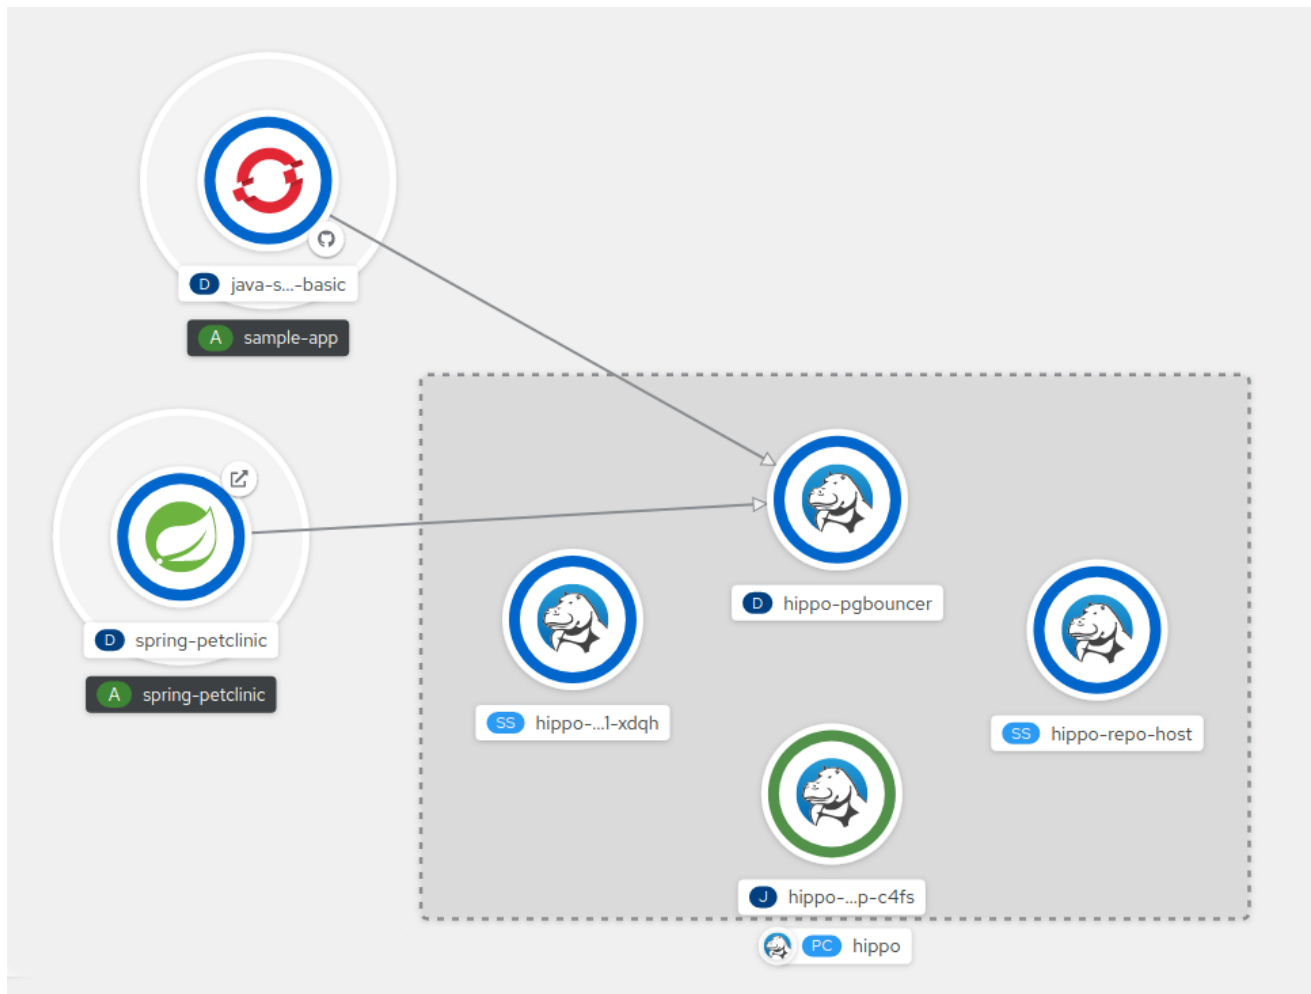 D java-s...-basic
A sample-app
D spring-petclinic
A spring-petclinic
D hippo-pgbouncer
SS hippo-...1-xdqh
SS hippo-repo-host
J hippo-...p-c4fs
PC hippo